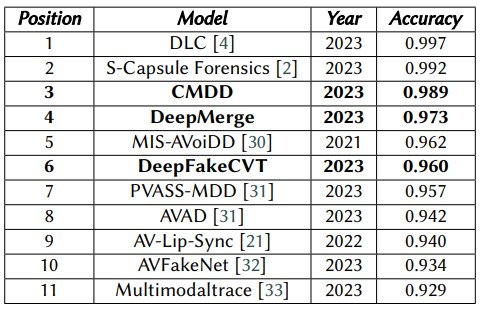 Position Model Year Accuracy
1 DLC [4] 2023 0.997
2 S-Capsule Forensics [2] 2023 0.992
3 CMDD 2023 0.989
4 DeepMerge 2023 0.973
5 MIS-AVoiDD [30] 2021 0.962
6 DeepFakeCVT 2023 0.960
7 PVASS-MDD [31] 2023 0.957
8 AVAD [31] 2023 0.942
9 AV-Lip-Sync [21] 2022 0.940
10 AVFakeNet [32] 2023 0.934
11 Multimodaltrace [33] 2023 0.929